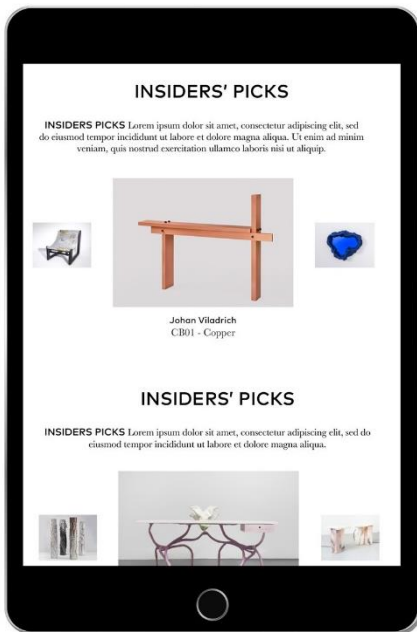 INSIDERS' PICKS
INSIDERS PICKS Lorem ipsum dolor sit amet, consectetur adipiscing elit, sed
do eiusmod tempor incididunt ut labore et dolore magna aliqua. Ut enim ad minim
veniam, quis nostrud exercitation ullamco laboris nisi ut aliquip.
Johan Viladrich
CB01 - Copper
INSIDERS' PICKS
INSIDERS PICKS Lorem ipsum dolor sit amet, consectetur adipiscing elit, sed do
eiusmod tempor incididunt ut labore et dolore magna aliqua.